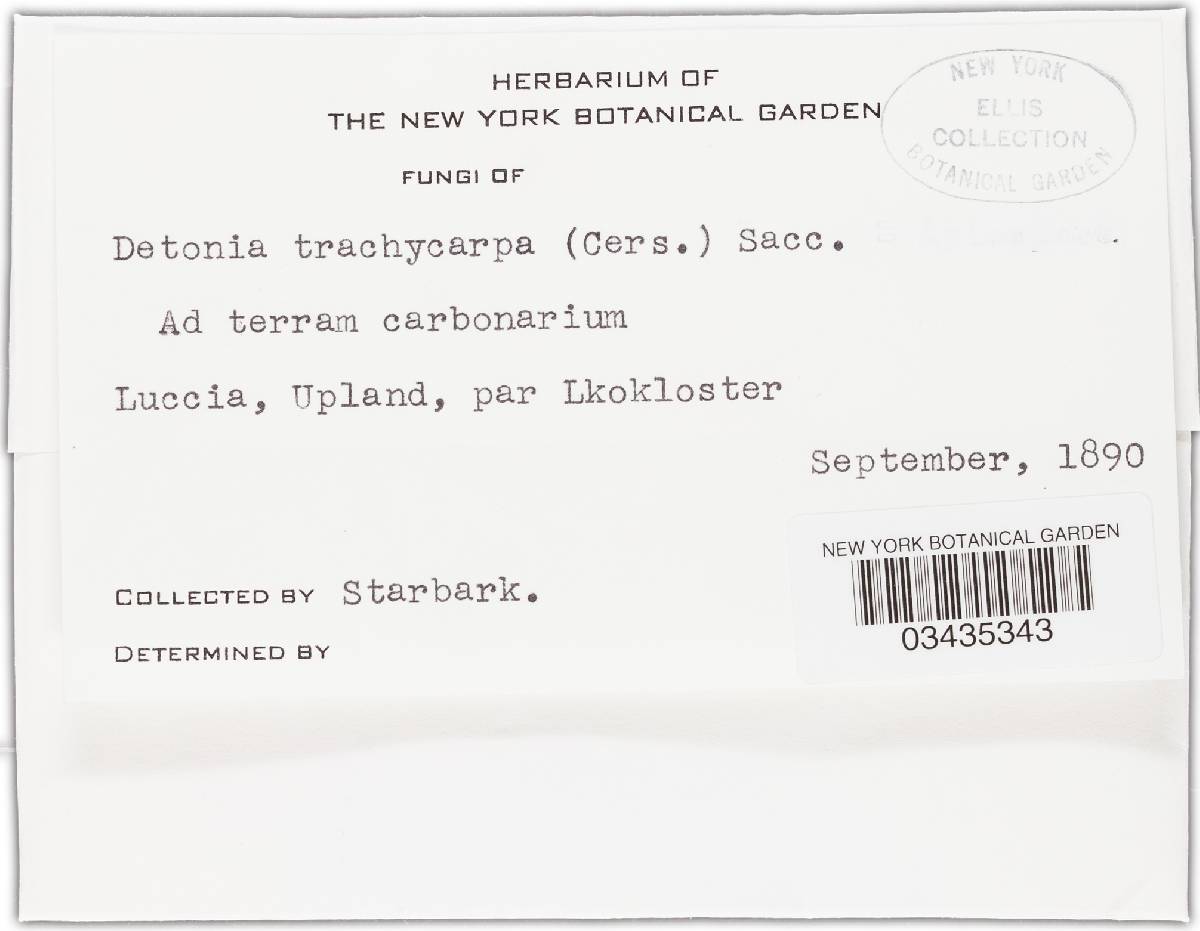 HERBARIUM OF
THE NEW YORK BOTANICAL GARDEN
NEW YORK
ELLIS
COLLECTION
BOTANICAL GARDEN
FUNGI OF
Detonia trachycarpa (Cers.) Sacc.
Ad terram carbonarium
Luccia, Upland, par Lkokloster
September, 1890
NEW YORK BOTANICAL GARDEN
03435343
COLLECTED BY Starbark.
DETERMINED BY